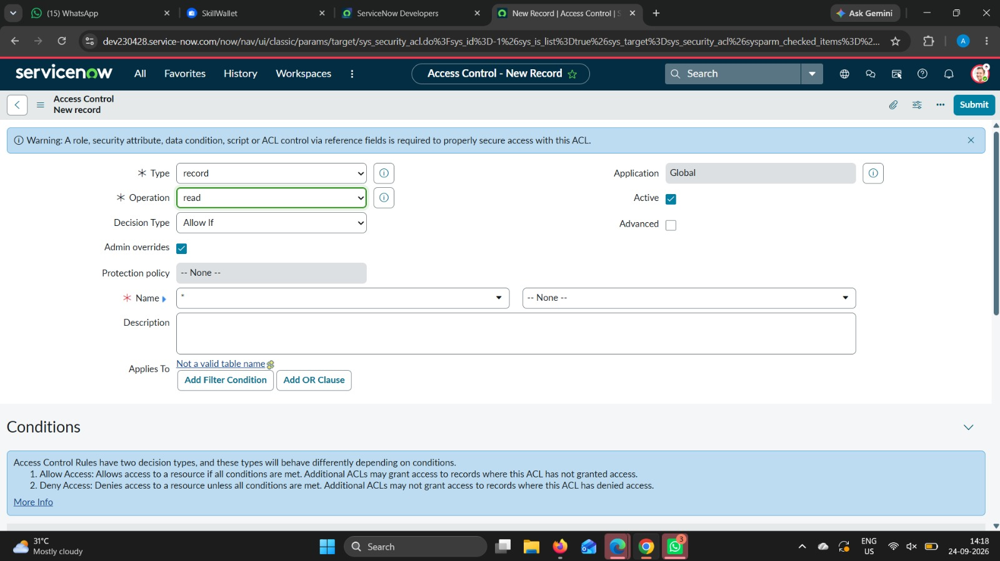 (15) WhatsApp
SkillWallet
ServiceNow Developers
New Record | Access Control | S
Ask Gemini
dev230428.service-now.com/now/nav/ui/classic/params/target/sys_security_acl.do%3Fsys_id%3D-1%26sys_is_list%3Dtrue%26sys_target%3Dsys_security_acl%26sysparm_checked_items%3D%2...
A
servicenow
All
Favorites
History
Workspaces
Access Control - New Record
Search
Access Control
New record
Submit
Warning: A role, security attribute, data condition, script or ACL control via reference fields is required to properly secure access with this ACL.
* Type
record
Application
Global
* Operation
read
Active
Decision Type
Allow If
Advanced
Admin overrides
Protection policy
-- None --
* Name
*
-- None --
Description
Applies To
Not a valid table name
Add Filter Condition
Add OR Clause
Conditions
Access Control Rules have two decision types, and these types will behave differently depending on conditions.
1. Allow Access: Allows access to a resource if all conditions are met. Additional ACLs may grant access to records where this ACL has not granted access.
2. Deny Access: Denies access to a resource unless all conditions are met. Additional ACLs may not grant access to records where this ACL has denied access.
More Info
31°C
Mostly cloudy
Search
3
ENG
US
14:18
24-09-2026